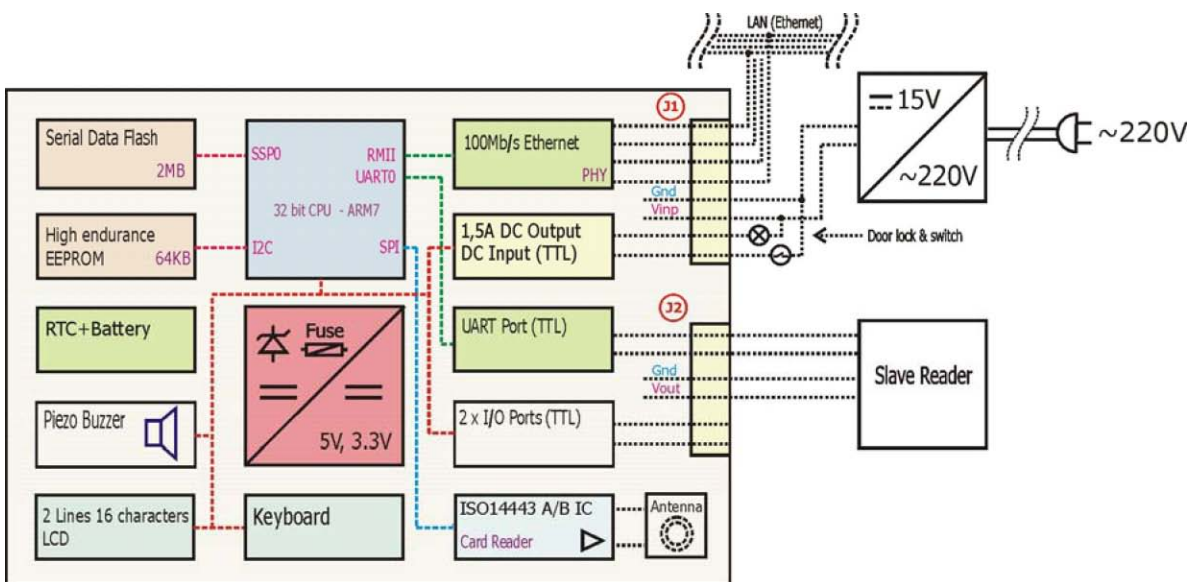 LAN (Ethernet)
J1
15V
~220V
~220V
Serial Data Flash
2MB
SSP0
RMII
UART0
32 bit CPU - ARM7
I2C
SPI
100Mb/s Ethernet
PHY
Gnd
Vinp
High endurance
EEPROM
64KB
1,5A DC Output
DC Input (TTL)
Door lock & switch
RTC+Battery
Fuse
5V, 3.3V
UART Port (TTL)
J2
Gnd
Vout
Slave Reader
Piezo Buzzer
2 x I/O Ports (TTL)
2 Lines 16 characters
LCD
Keyboard
ISO14443 A/B IC
Card Reader
Antenna